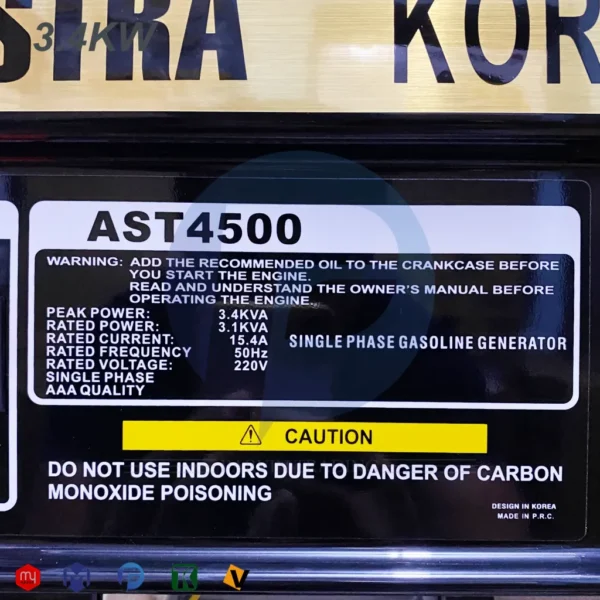 STRA KOR
3.4KW
AST4500
WARNING: ADD THE RECOMMENDED OIL TO THE CRANKCASE BEFORE
YOU START THE ENGINE.
READ AND UNDERSTAND THE OWNER'S MANUAL BEFORE
OPERATING THE ENGINE.
PEAK POWER: 3.4KVA
RATED POWER: 3.1KVA
RATED CURRENT: 15.4A
RATED FREQUENCY 50Hz
RATED VOLTAGE: 220V
SINGLE PHASE
AAA QUALITY
SINGLE PHASE GASOLINE GENERATOR
⚠ CAUTION
DO NOT USE INDOORS DUE TO DANGER OF CARBON
MONOXIDE POISONING
DESIGN IN KOREA
MADE IN P.R.C.
my